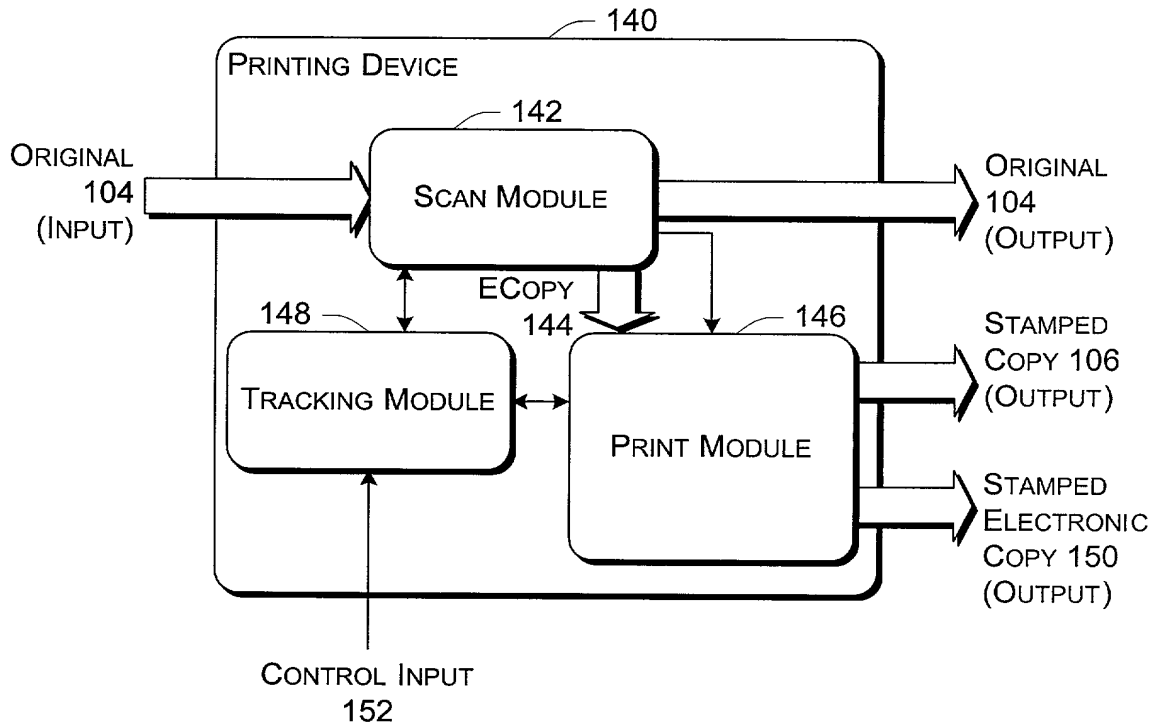 140
PRINTING DEVICE
142
ORIGINAL
104
(INPUT)
SCAN MODULE
ORIGINAL
104
(OUTPUT)
ECOPY
144
148
TRACKING MODULE
146
PRINT MODULE
STAMPED
COPY 106
(OUTPUT)
STAMPED
ELECTRONIC
COPY 150
(OUTPUT)
CONTROL INPUT
152